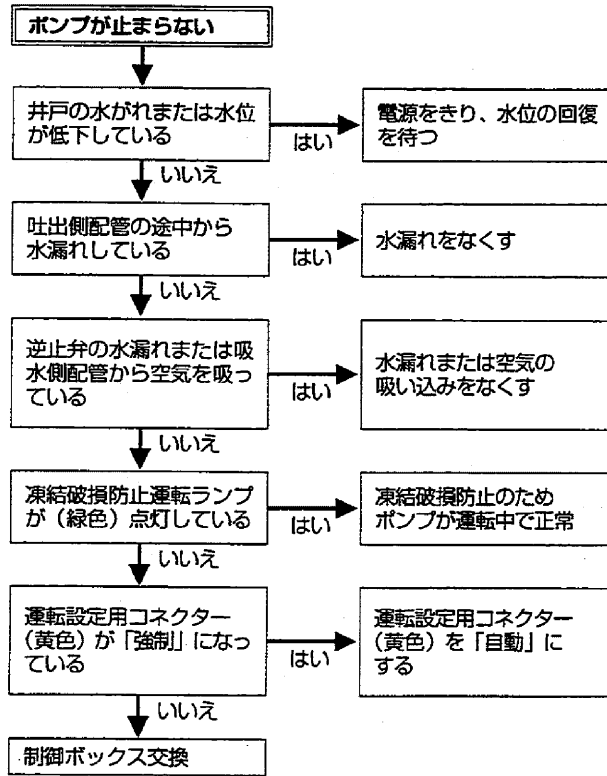 ポンプが止まらない
井戸の水がれまたは水位
が低下している
はい
電源をきり、水位の回復
を待つ
いいえ
吐出側配管の途中から
水漏れしている
はい
水漏れをなくす
いいえ
逆止弁の水漏れまたは吸
水側配管から空気を吸っ
ている
はい
水漏れまたは空気の
吸い込みをなくす
いいえ
凍結破損防止運転ランプ
が（緑色）点灯している
はい
凍結破損防止のため
ポンプが運転中で正常
いいえ
運転設定用コネクター
（黄色）が「強制」になっ
ている
はい
運転設定用コネクター
（黄色）を「自動」に
する
いいえ
制御ボックス交換